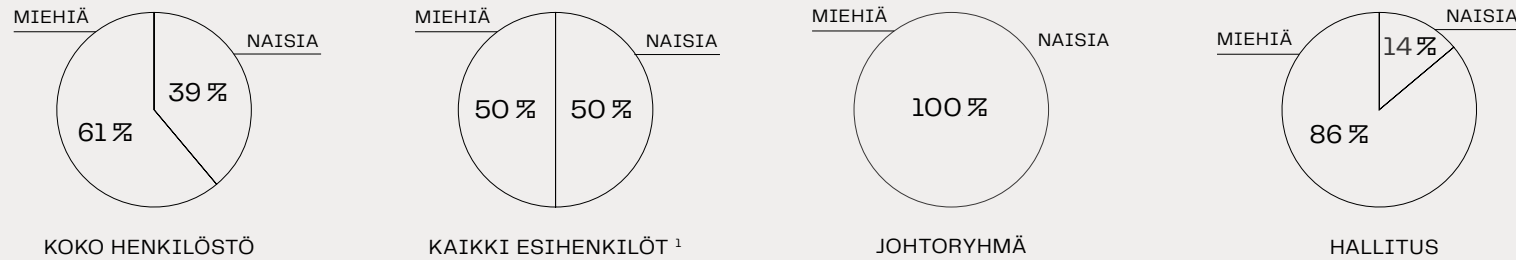 MIEHIÄ
NAISIA
39 %
61 %
KOKO HENKILÖSTÖ
MIEHIÄ
NAISIA
50 %
50 %
KAIKKI ESIHENKILÖT ¹
MIEHIÄ
NAISIA
100 %
JOHTORYHMÄ
NAISIA
MIEHIÄ
14 %
86 %
HALLITUS